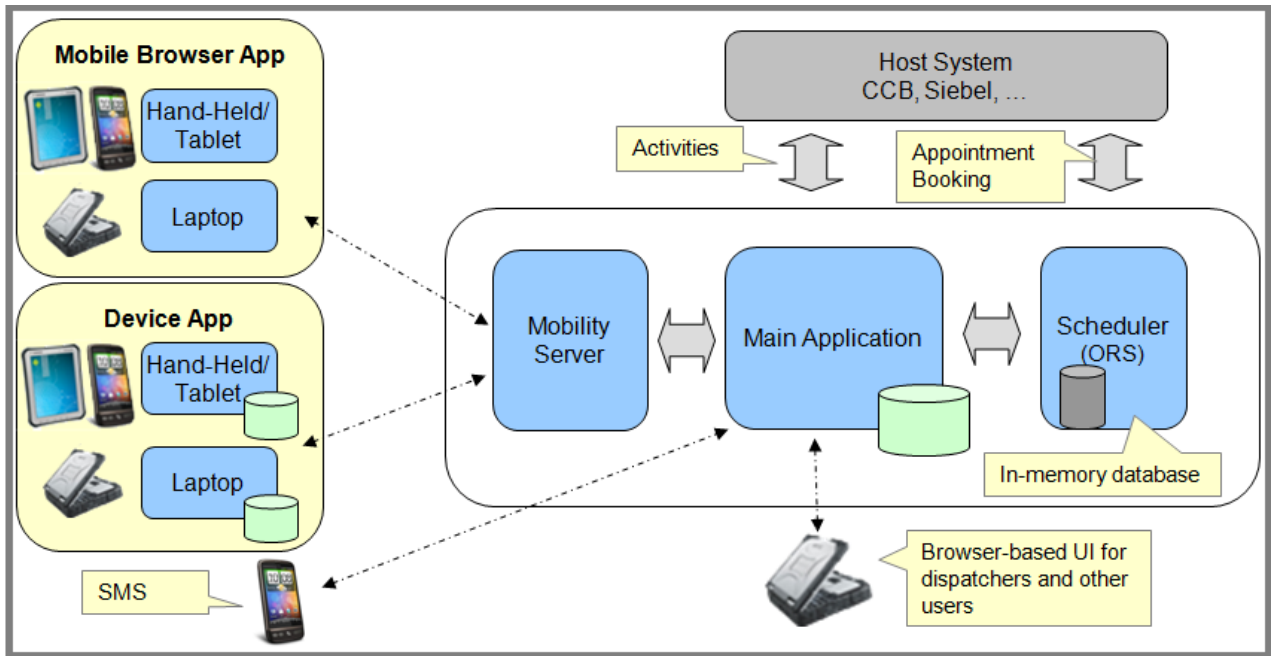 Mobile Browser App
Hand-Held/
Tablet
Laptop
Device App
Hand-Held/
Tablet
Laptop
SMS
Host System
CCB, Siebel, ...
Activities
Appointment
Booking
Mobility
Server
Main Application
Scheduler
(ORS)
In-memory database
Browser-based UI for
dispatchers and other
users